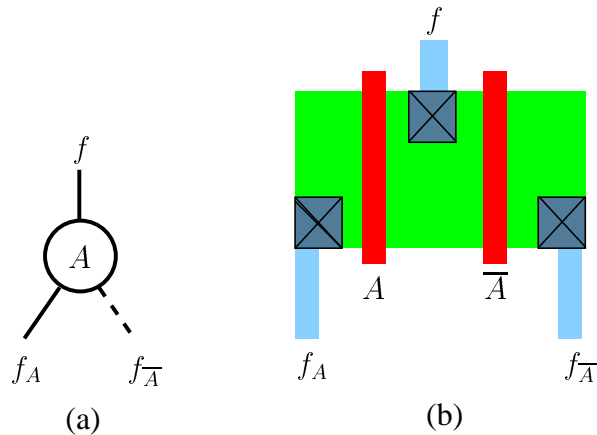 f
A
f_A f_{\overline{A}}
(a)
f
A \overline{A}
f_A f_{\overline{A}}
(b)